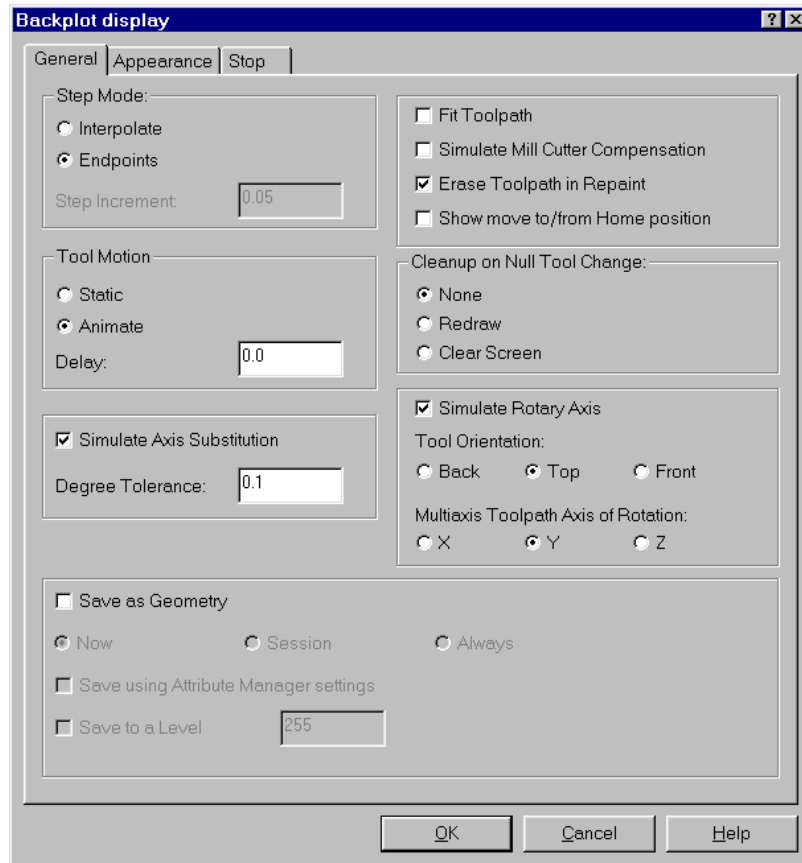 Backplot display
General Appearance Stop
Step Mode:
Interpolate
Endpoints
Step Increment: 0.05
Fit Toolpath
Simulate Mill Cutter Compensation
Erase Toolpath in Repaint
Show move to/from Home position
Tool Motion
Static
Animate
Delay: 0.0
Cleanup on Null Tool Change:
None
Redraw
Clear Screen
Simulate Axis Substitution
Degree Tolerance: 0.1
Simulate Rotary Axis
Tool Orientation:
Back Top Front
Multiaxis Toolpath Axis of Rotation:
X Y Z
Save as Geometry
Now Session Always
Save using Attribute Manager settings
Save to a Level 255
OK Cancel Help